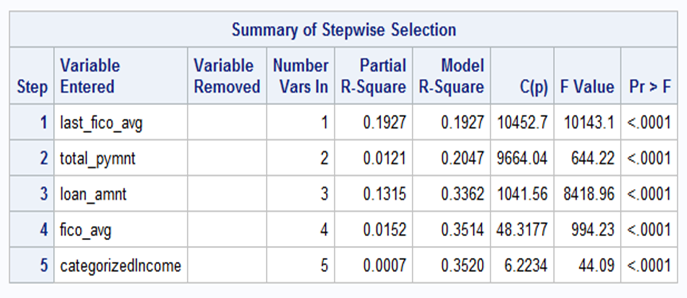 Summary of Stepwise Selection
Step Variable Entered Variable Removed Number Vars In Partial R-Square Model R-Square C(p) F Value Pr > F
1 last_fico_avg 1 0.1927 0.1927 10452.7 10143.1 <.0001
2 total_pymnt 2 0.0121 0.2047 9664.04 644.22 <.0001
3 loan_amnt 3 0.1315 0.3362 1041.56 8418.96 <.0001
4 fico_avg 4 0.0152 0.3514 48.3177 994.23 <.0001
5 categorizedIncome 5 0.0007 0.3520 6.2234 44.09 <.0001